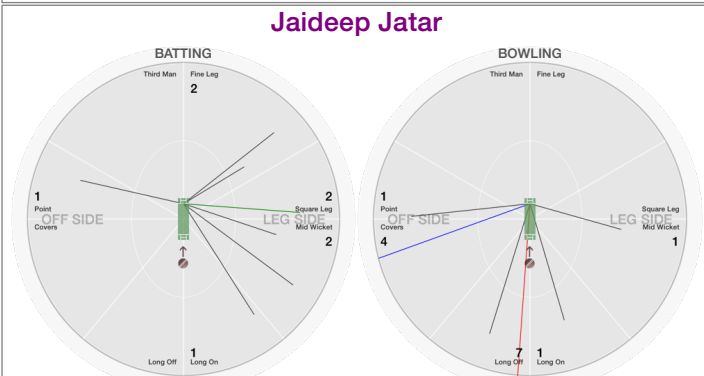 Jaideep Jatar
BATTING
Third Man Fine Leg
2
1
Point
OFF SIDE
Covers
2
Square Leg
LEG SIDE
Mid Wicket
2
1
Long Off Long On
BOWLING
Third Man Fine Leg
1
Point
OFF SIDE
Covers
4
Square Leg
LEG SIDE
Mid Wicket
1
7 1
Long Off Long On